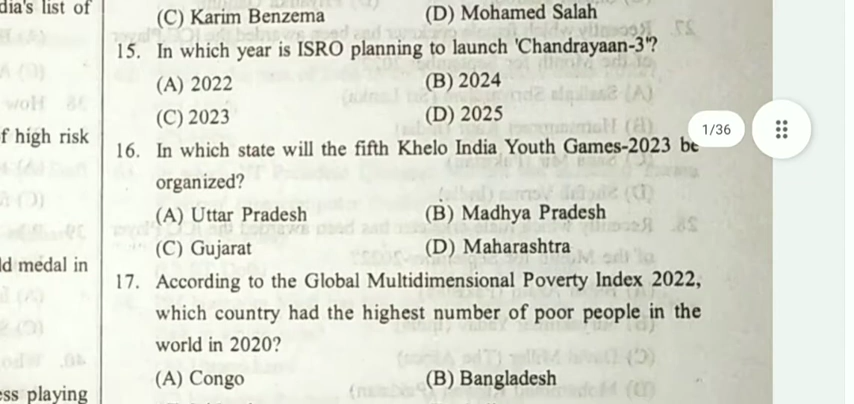 dia's list of
(C) Karim Benzema (D) Mohamed Salah
15. In which year is ISRO planning to launch 'Chandrayaan-3'?
(A) 2022 (B) 2024
(C) 2023 (D) 2025
f high risk
1/36
16. In which state will the fifth Khelo India Youth Games-2023 be
organized?
(A) Uttar Pradesh (B) Madhya Pradesh
(C) Gujarat (D) Maharashtra
ld medal in
17. According to the Global Multidimensional Poverty Index 2022,
which country had the highest number of poor people in the
world in 2020?
(A) Congo (B) Bangladesh
ess playing